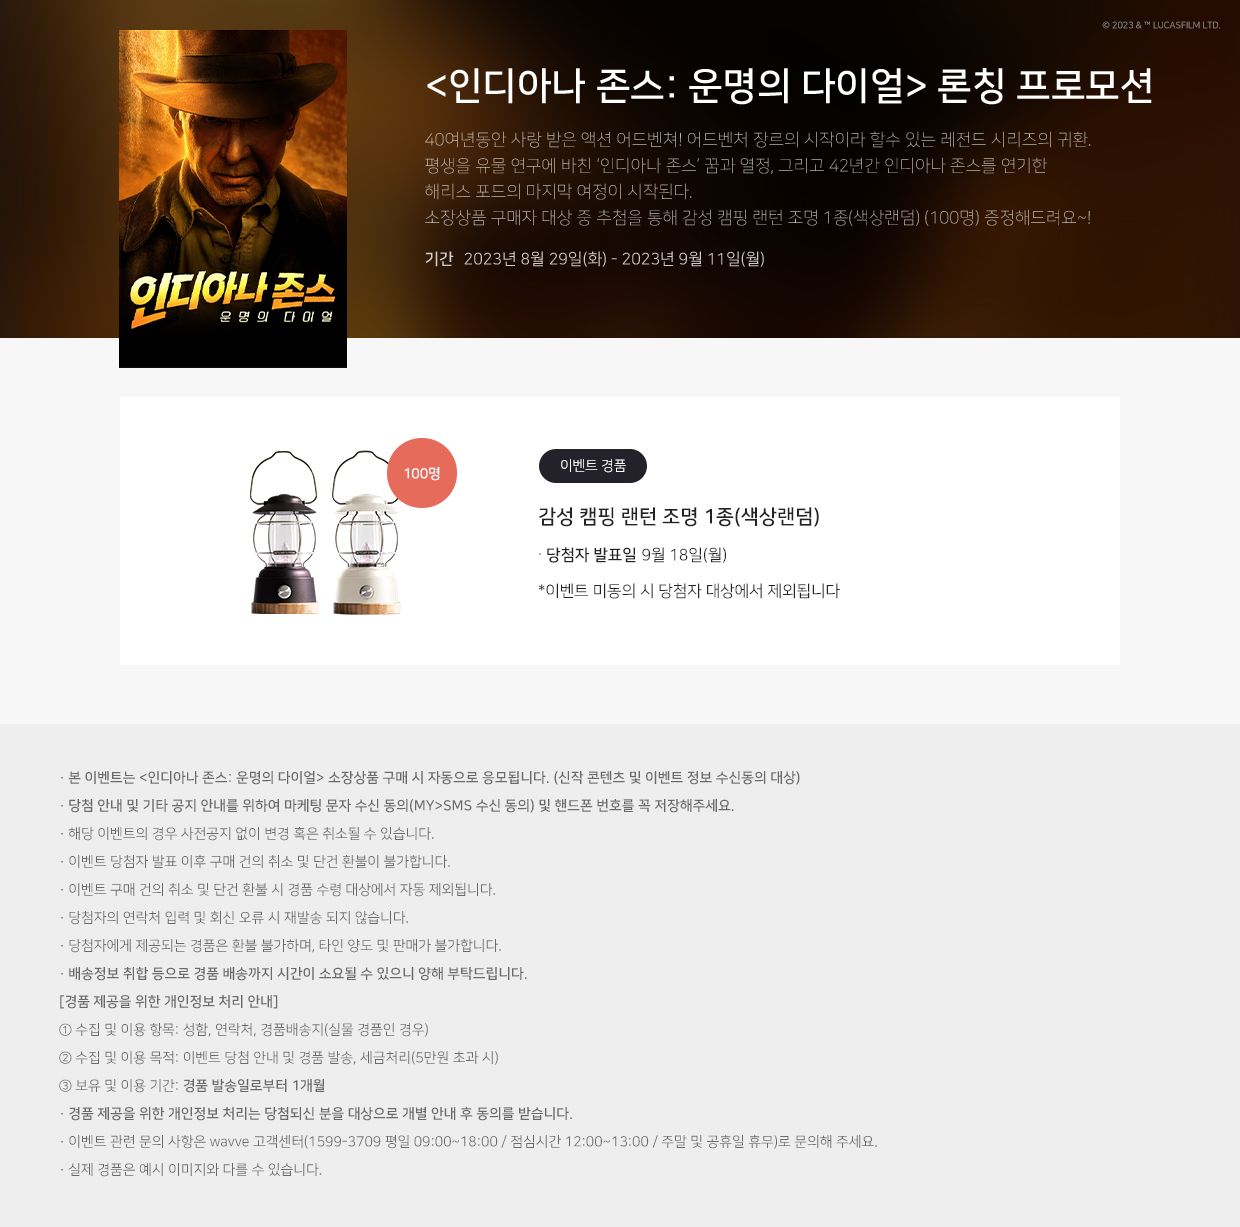 © 2023 & ™ LUCASFILM LTD.
<인디아나 존스: 운명의 다이얼> 론칭 프로모션
40여년동안 사랑 받은 액션 어드벤쳐! 어드벤처 장르의 시작이라 할수 있는 레전드 시리즈의 귀환.
평생을 유물 연구에 바친 ‘인디아나 존스’ 꿈과 열정, 그리고 42년간 인디아나 존스를 연기한
해리스 포드의 마지막 여정이 시작된다.
소장상품 구매자 대상 중 추첨을 통해 감성 캠핑 랜턴 조명 1종(색상랜덤) (100명) 증정해드려요~!
기간 2023년 8월 29일(화) - 2023년 9월 11일(월)
인디아나 존스
운명의 다이얼
100명
이벤트 경품
감성 캠핑 랜턴 조명 1종(색상랜덤)
· 당첨자 발표일 9월 18일(월)
*이벤트 미동의 시 당첨자 대상에서 제외됩니다
· 본 이벤트는 <인디아나 존스: 운명의 다이얼> 소장상품 구매 시 자동으로 응모됩니다. (신작 콘텐츠 및 이벤트 정보 수신동의 대상)
· 당첨 안내 및 기타 공지 안내를 위하여 마케팅 문자 수신 동의(MY>SMS 수신 동의) 및 핸드폰 번호를 꼭 저장해주세요.
· 해당 이벤트의 경우 사전공지 없이 변경 혹은 취소될 수 있습니다.
· 이벤트 당첨자 발표 이후 구매 건의 취소 및 단건 환불이 불가합니다.
· 이벤트 구매 건의 취소 및 단건 환불 시 경품 수령 대상에서 자동 제외됩니다.
· 당첨자의 연락처 입력 및 회신 오류 시 재발송 되지 않습니다.
· 당첨자에게 제공되는 경품은 환불 불가하며, 타인 양도 및 판매가 불가합니다.
· 배송정보 취합 등으로 경품 배송까지 시간이 소요될 수 있으니 양해 부탁드립니다.
[경품 제공을 위한 개인정보 처리 안내]
① 수집 및 이용 항목: 성함, 연락처, 경품배송지(실물 경품인 경우)
② 수집 및 이용 목적: 이벤트 당첨 안내 및 경품 발송, 세금처리(5만원 초과 시)
③ 보유 및 이용 기간: 경품 발송일로부터 1개월
· 경품 제공을 위한 개인정보 처리는 당첨되신 분을 대상으로 개별 안내 후 동의를 받습니다.
· 이벤트 관련 문의 사항은 wavve 고객센터(1599-3709 평일 09:00~18:00 / 점심시간 12:00~13:00 / 주말 및 공휴일 휴무)로 문의해 주세요.
· 실제 경품은 예시 이미지와 다를 수 있습니다.